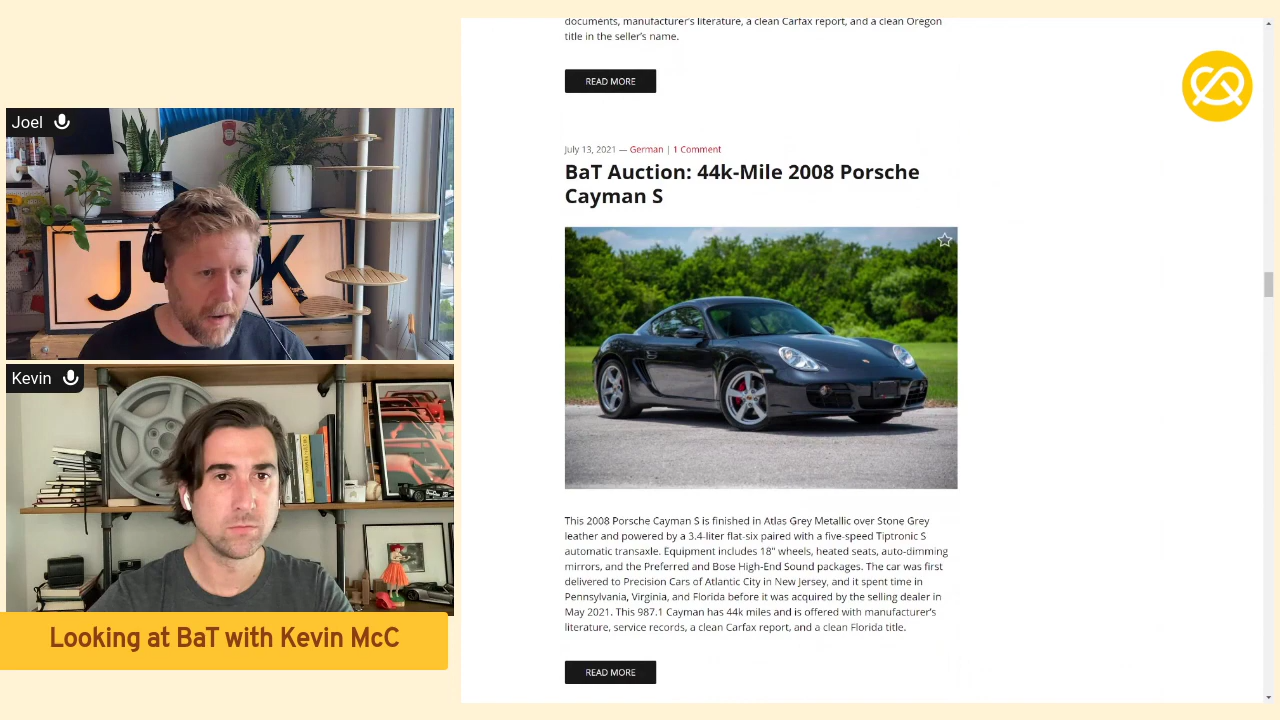 Joel
J K
Kevin
Looking at BaT with Kevin McC
documents, manufacturer's literature, a clean Carfax report, and a clean Oregon
title in the seller's name.
READ MORE
July 13, 2021 — German | 1 Comment
BaT Auction: 44k-Mile 2008 Porsche
Cayman S
This 2008 Porsche Cayman S is finished in Atlas Grey Metallic over Stone Grey
leather and powered by a 3.4-liter flat-six paired with a five-speed Tiptronic S
automatic transaxle. Equipment includes 18" wheels, heated seats, auto-dimming
mirrors, and the Preferred and Bose High-End Sound packages. The car was first
delivered to Precision Cars of Atlantic City in New Jersey, and it spent time in
Pennsylvania, Virginia, and Florida before it was acquired by the selling dealer in
May 2021. This 987.1 Cayman has 44k miles and is offered with manufacturer's
literature, service records, a clean Carfax report, and a clean Florida title.
READ MORE